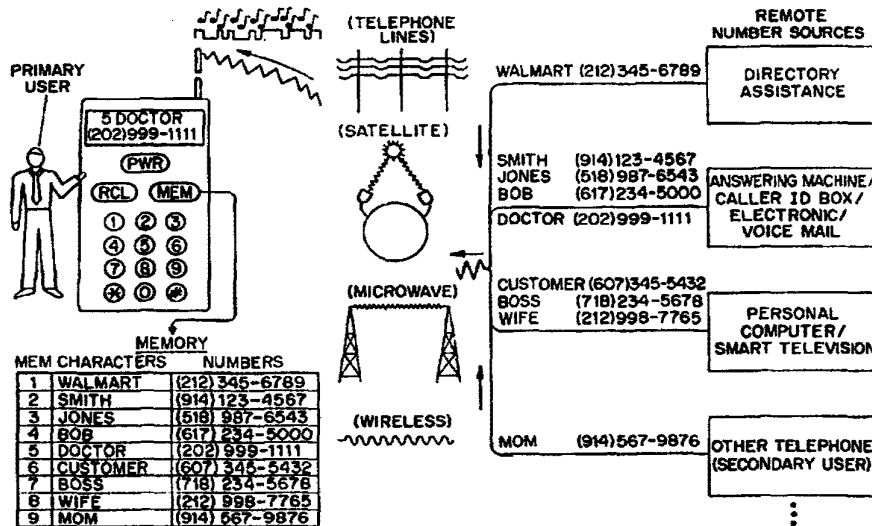 PRIMARY
USER
5 DOCTOR
(202)999-1111
PWR
RCL MEM
1 2 3
4 5 6
7 8 9
* 0 #
MEMORY
MEM CHARACTERS NUMBERS
1 WALMART (212) 345-6789
2 SMITH (914) 123-4567
3 JONES (518) 987-6543
4 BOB (617) 234-5000
5 DOCTOR (202) 999-1111
6 CUSTOMER (607) 345-5432
7 BOSS (718) 234-5678
8 WIFE (212) 998-7765
9 MOM (914) 567-9876
(TELEPHONE
LINES)
(SATELLITE)
(MICROWAVE)
(WIRELESS)
REMOTE
NUMBER SOURCES
WALMART (212)345-6789
DIRECTORY
ASSISTANCE
SMITH (914)123-4567
JONES (518)987-6543
BOB (617)234-5000
DOCTOR (202)999-1111
ANSWERING MACHINE/
CALLER ID BOX/
ELECTRONIC/
VOICE MAIL
CUSTOMER (607)345-5432
BOSS (718)234-5678
WIFE (212)998-7765
PERSONAL
COMPUTER/
SMART TELEVISION
MOM (914)567-9876
OTHER TELEPHONE
(SECONDARY USER)